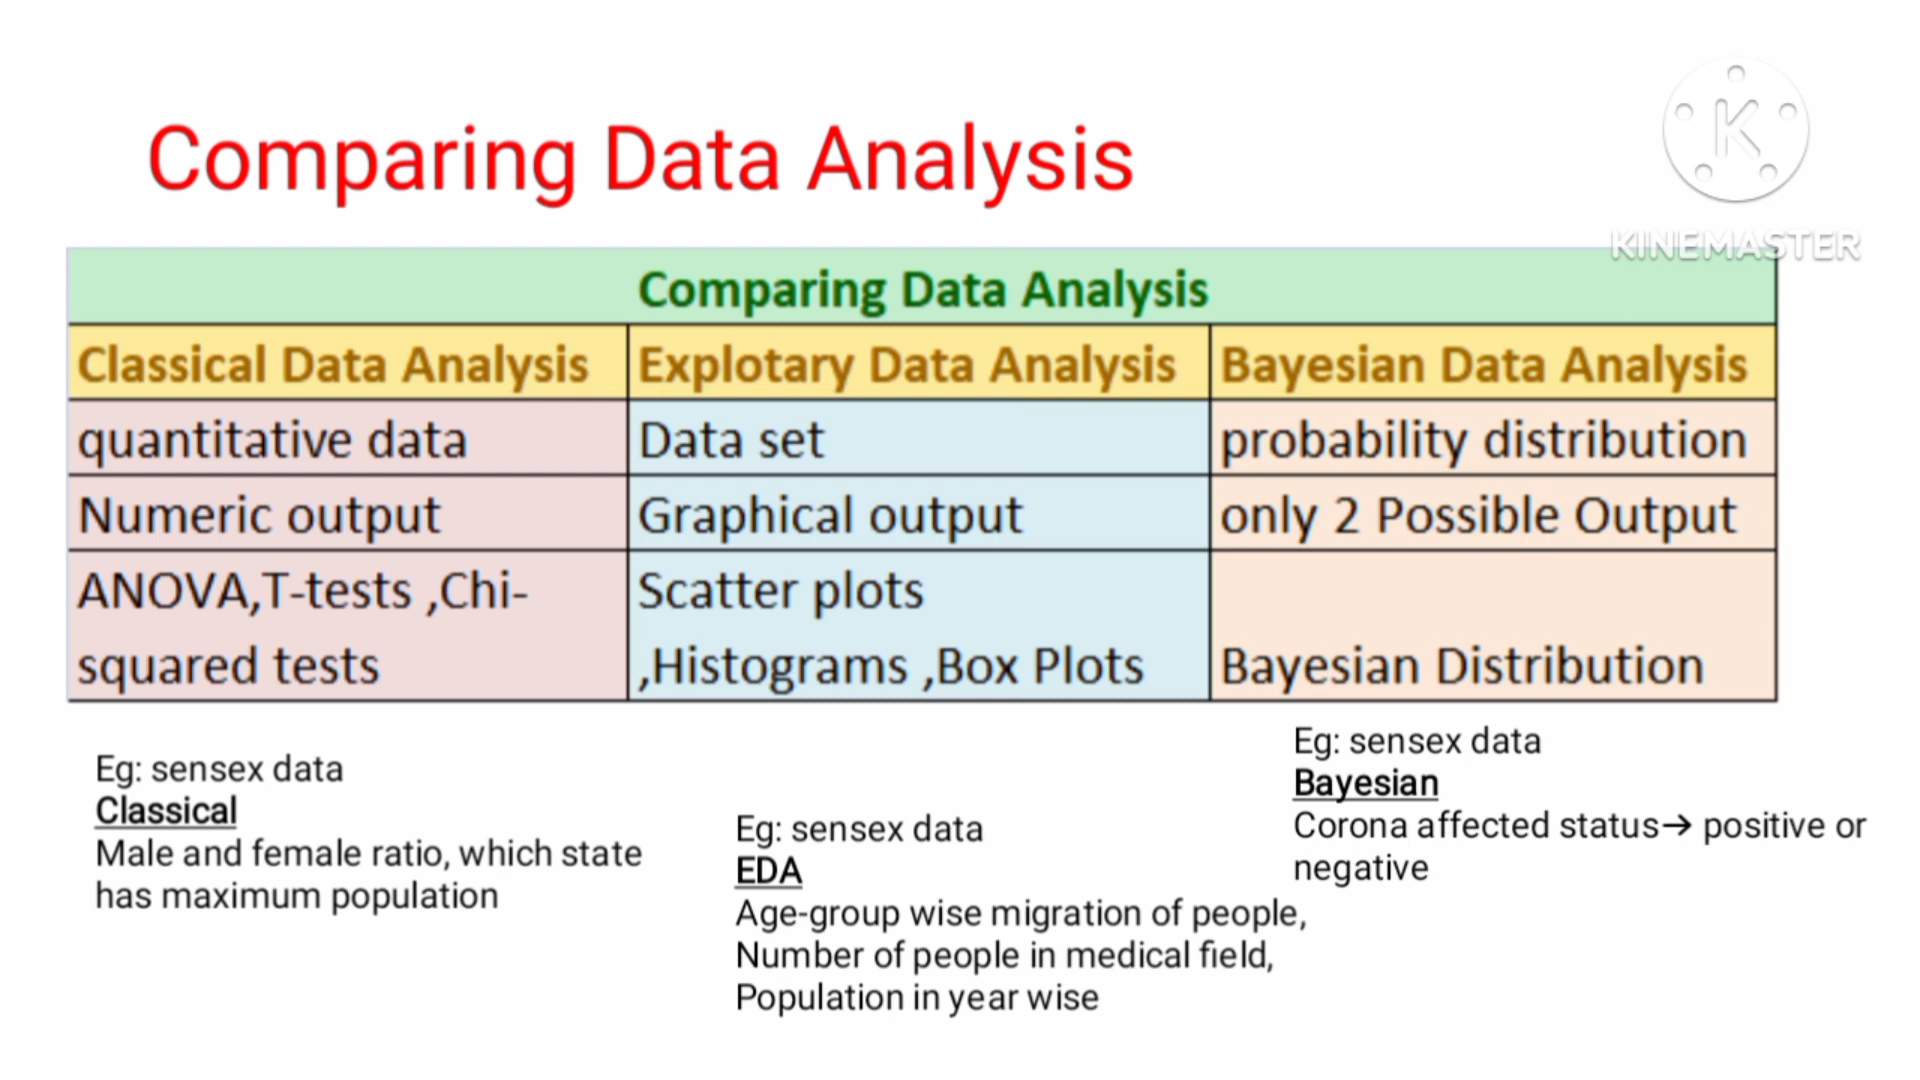 Comparing Data Analysis
K
KINEMASTER
Comparing Data Analysis
Classical Data Analysis
Explotary Data Analysis
Bayesian Data Analysis
quantitative data
Data set
probability distribution
Numeric output
Graphical output
only 2 Possible Output
ANOVA,T-tests ,Chi-
squared tests
Scatter plots
,Histograms ,Box Plots
Bayesian Distribution
Eg: sensex data
Classical
Male and female ratio, which state
has maximum population
Eg: sensex data
EDA
Age-group wise migration of people,
Number of people in medical field,
Population in year wise
Eg: sensex data
Bayesian
Corona affected status→ positive or
negative